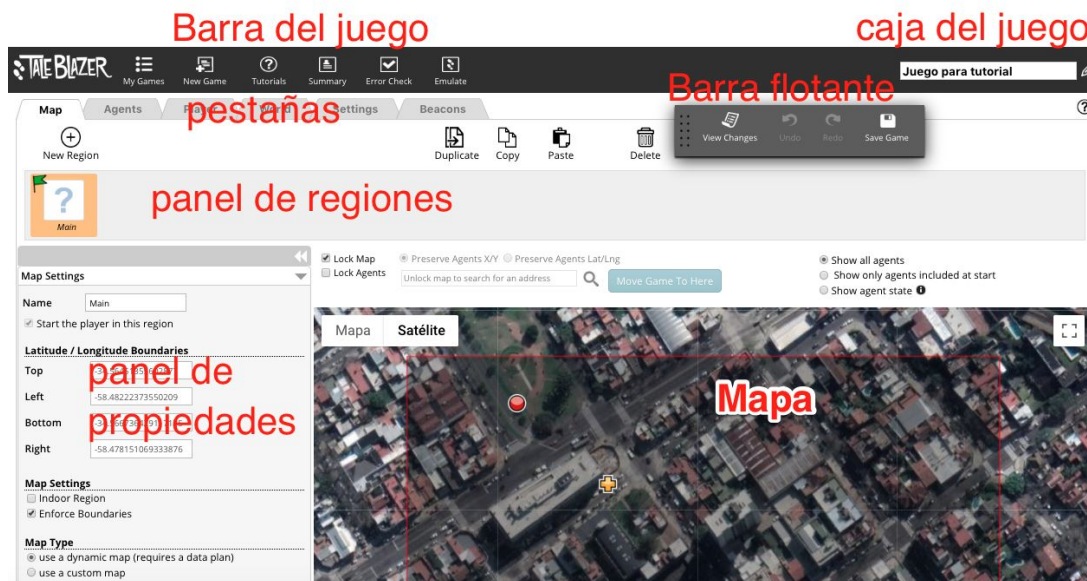 Barra del juego
caja del juego
TALEBLAZER
My Games
New Game
Tutorials
Summary
Error Check
Emulate
Juego para tutorial
Barra flotante
Map
Agents
Player
World
Settings
Beacons
pestañas
View Changes
Undo
Redo
Save Game
New Region
Duplicate
Copy
Paste
Delete
?
Main
panel de regiones
Lock Map
Preserve Agents X/Y
Preserve Agents Lat/Lng
Show all agents
Map Settings
Lock Agents
Unlock map to search for an address
Move Game To Here
Show only agents included at start
Show agent state
Name
Main
Start the player in this region
Mapa
Satélite
Latitude / Longitude Boundaries
Top
panel de
Mapa
Left
-58.48222373550209
Bottom
propiedades
Right
-58.478151069333876
Map Settings
Indoor Region
Enforce Boundaries
Map Type
use a dynamic map (requires a data plan)
use a custom map